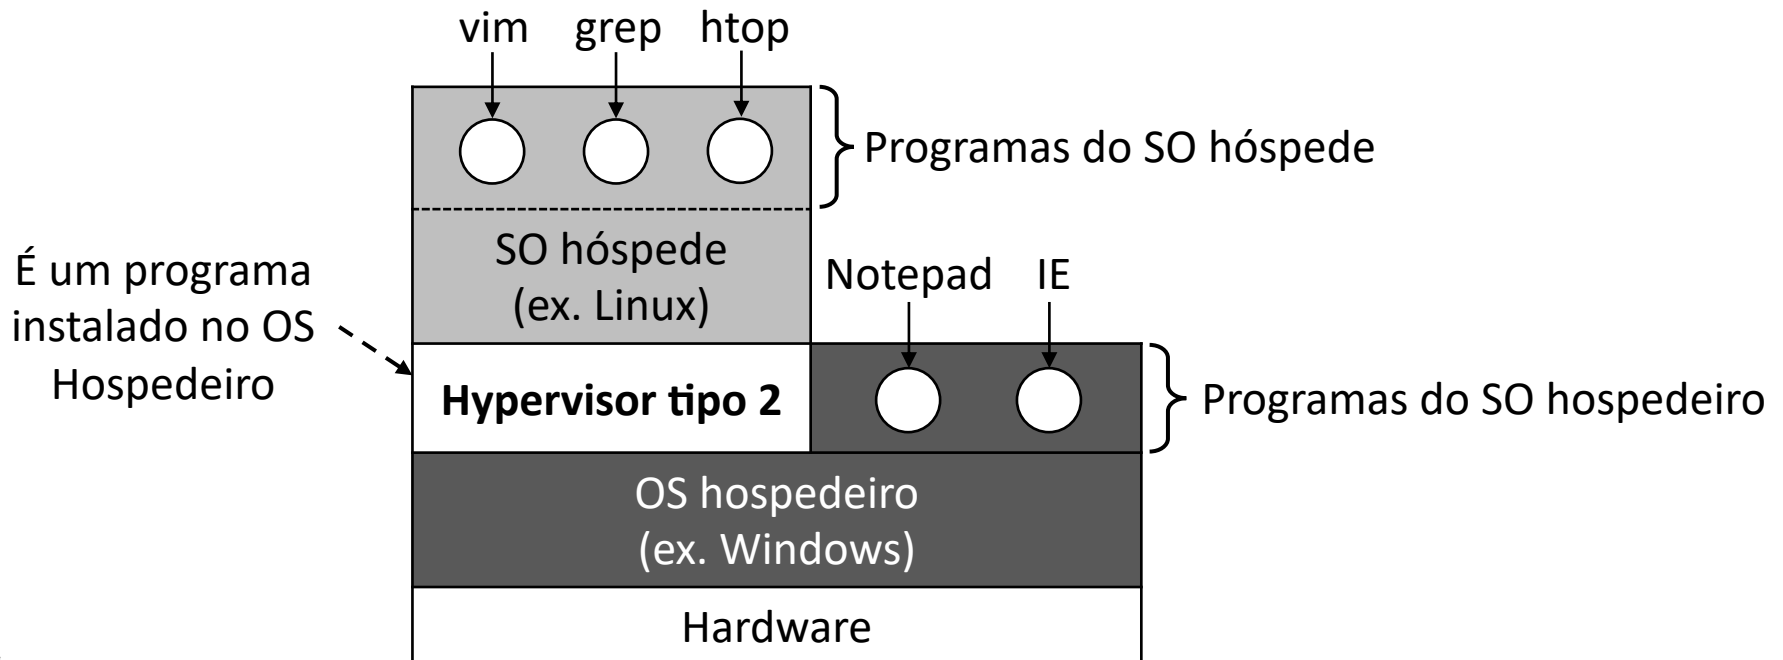 vim grep htop
Programas do SO hóspede
SO hóspede
(ex. Linux)
É um programa
instalado no OS
Hospedeiro
Notepad IE
Hypervisor tipo 2
Programas do SO hospedeiro
OS hospedeiro
(ex. Windows)
Hardware